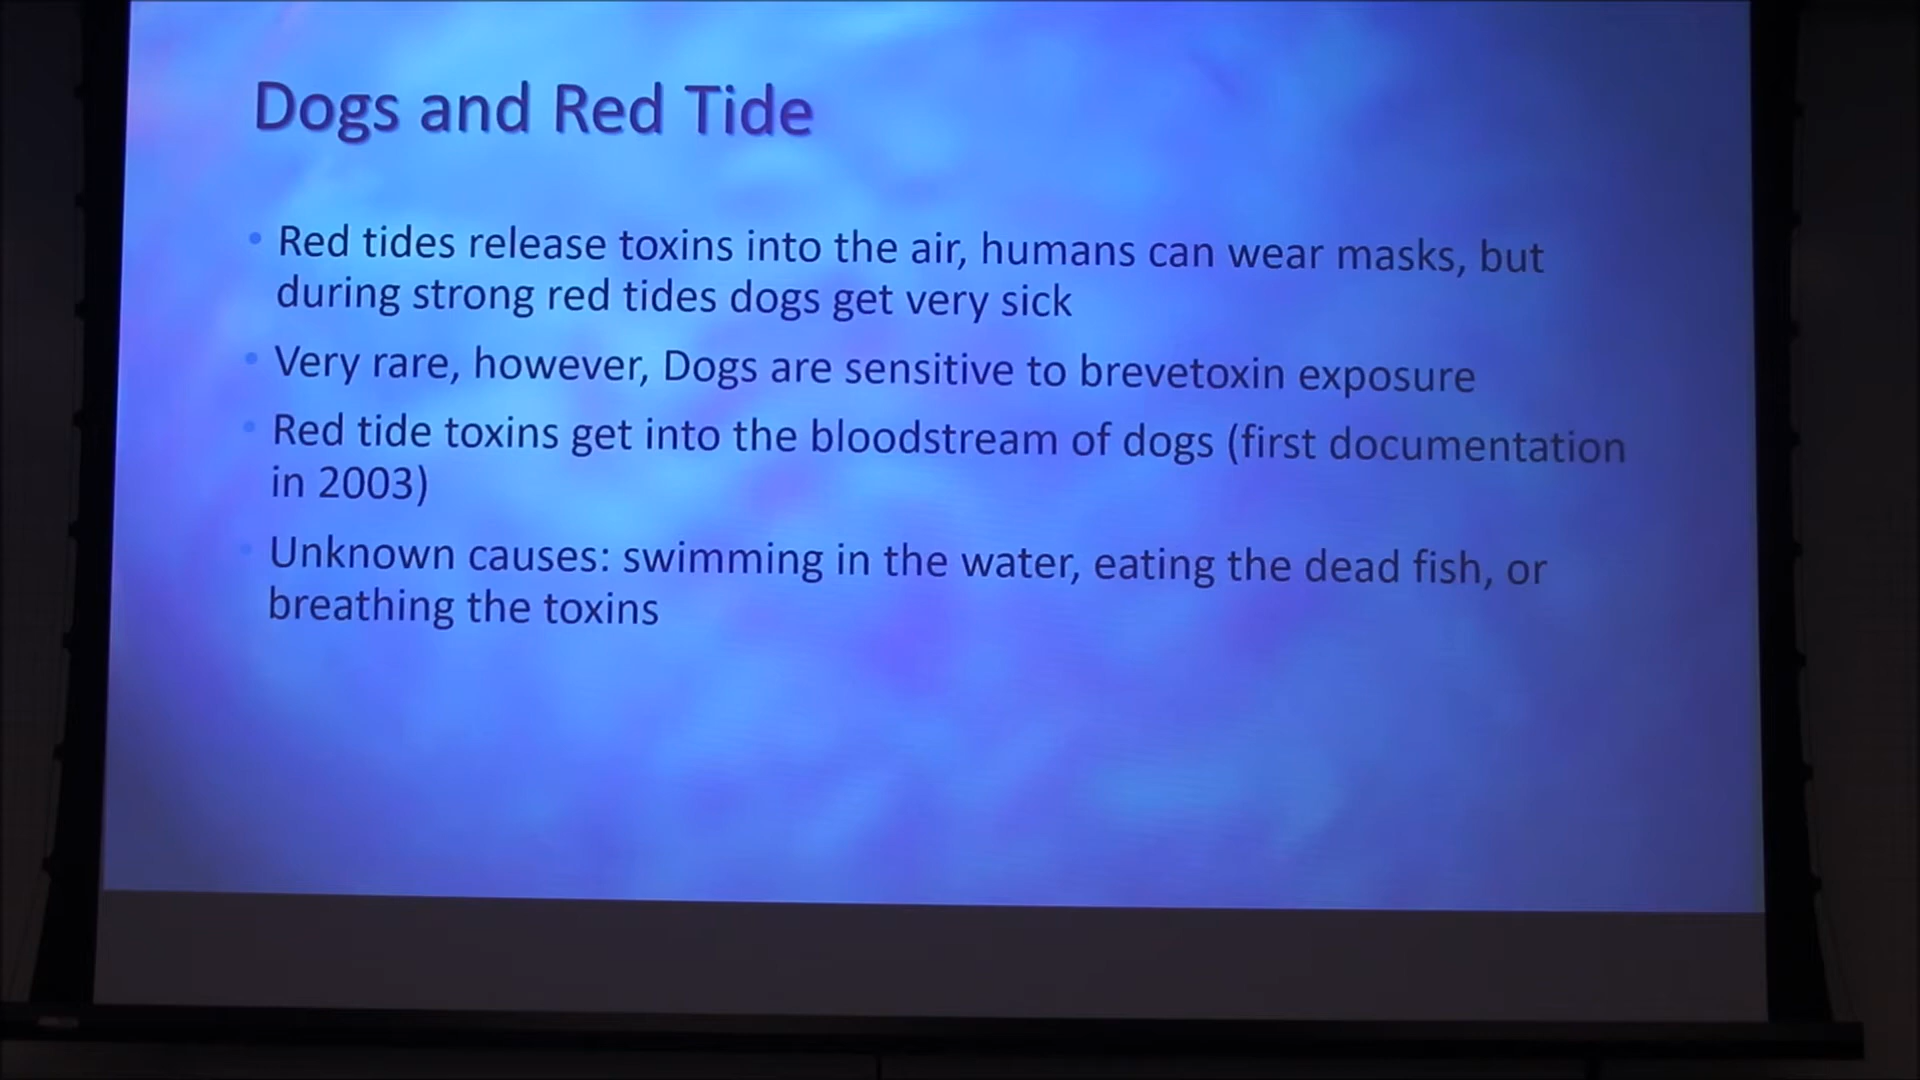 Dogs and Red Tide
• Red tides release toxins into the air, humans can wear masks, but
during strong red tides dogs get very sick
• Very rare, however, Dogs are sensitive to brevetoxin exposure
• Red tide toxins get into the bloodstream of dogs (first documentation
in 2003)
• Unknown causes: swimming in the water, eating the dead fish, or
breathing the toxins